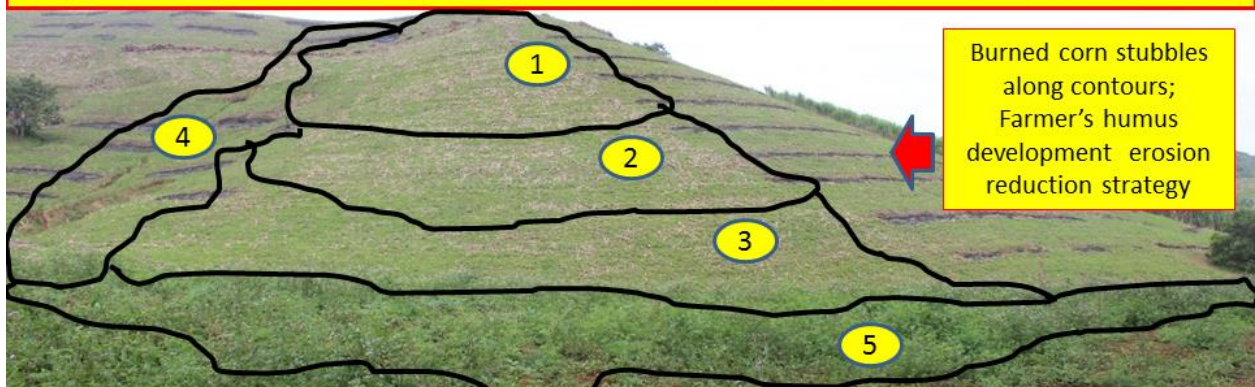 1
Burned corn stubbles
along contours;
Farmer's humus
development erosion
reduction strategy
4
2
3
5